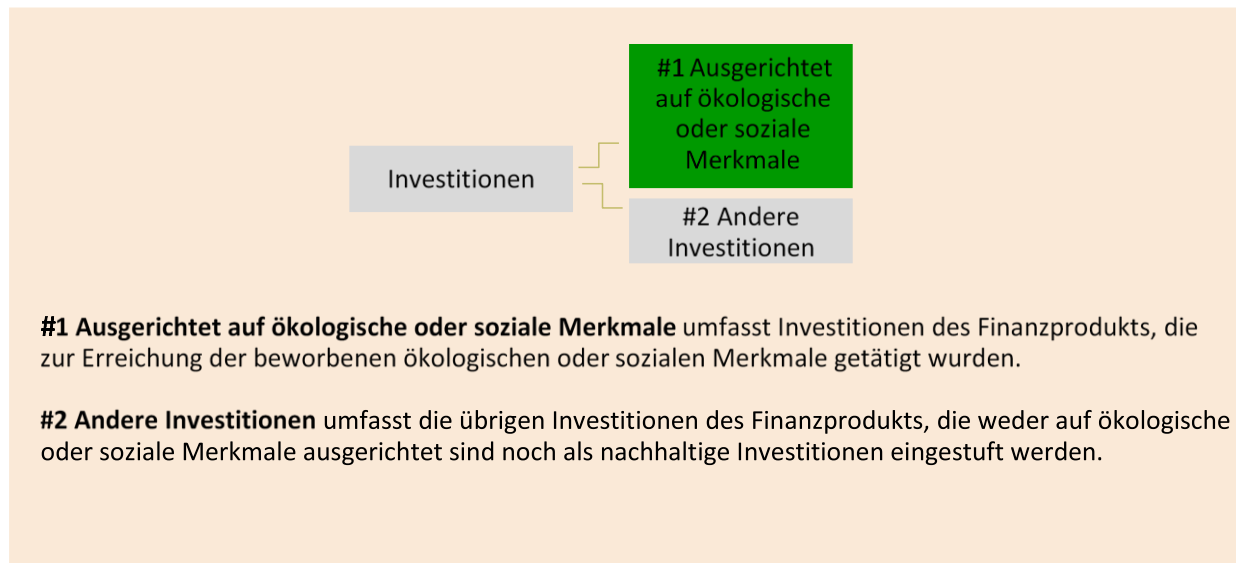 #1 Ausgerichtet
auf ökologische
oder soziale
Merkmale
Investitionen
#2 Andere
Investitionen
#1 Ausgerichtet auf ökologische oder soziale Merkmale umfasst Investitionen des Finanzprodukts, die
zur Erreichung der beworbenen ökologischen oder sozialen Merkmale getätigt wurden.
#2 Andere Investitionen umfasst die übrigen Investitionen des Finanzprodukts, die weder auf ökologische
oder soziale Merkmale ausgerichtet sind noch als nachhaltige Investitionen eingestuft werden.